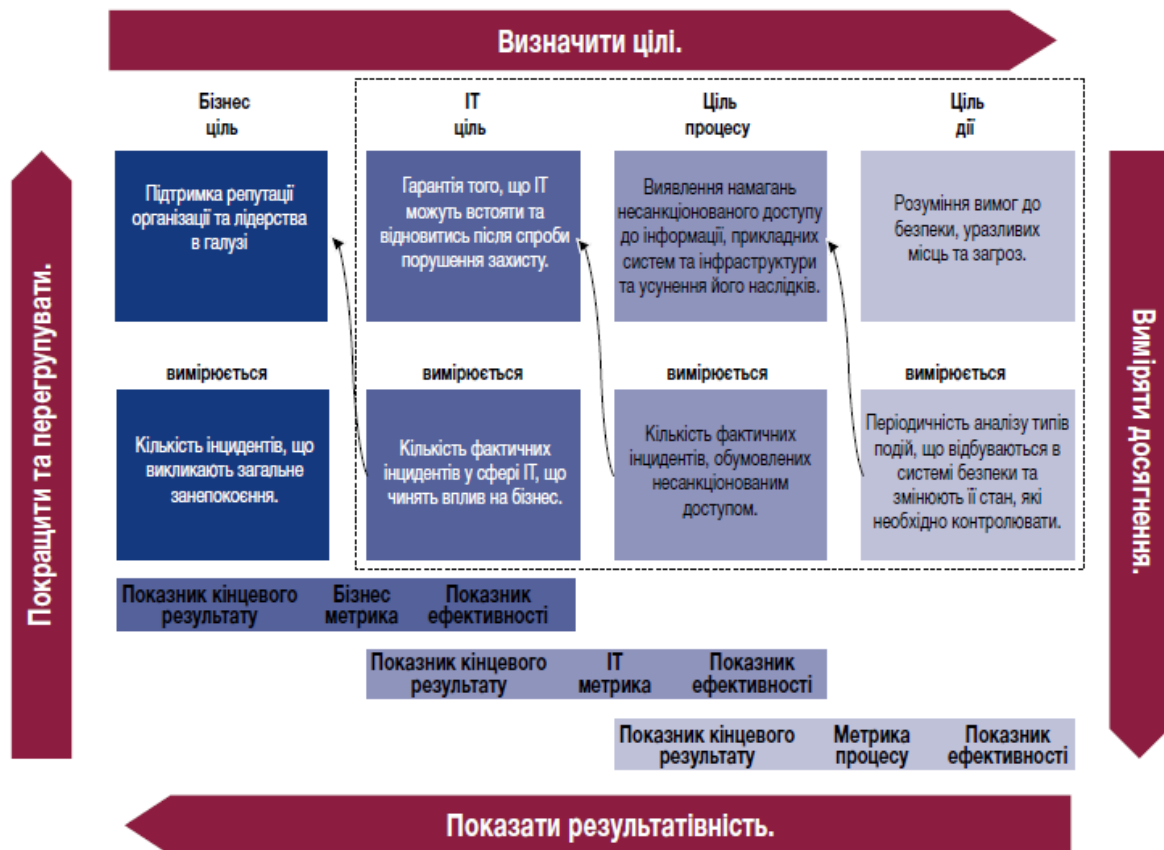 Визначити цілі.
Бізнес
ціль
ІТ
ціль
Ціль
процесу
Ціль
дії
Підтримка репутації
організації та лідерства
в галузі
Гарантія того, що ІТ
можуть встояти та
відновитись після спроби
порушення захисту.
Виявлення намагань
несанкціонованого доступу
до інформації, прикладних
систем та інфраструктури
та усунення його наслідків.
Розуміння вимог до
безпеки, уразливих
місць та загроз.
вимірюється
вимірюється
вимірюється
вимірюється
Кількість інцидентів, що
викликають загальне
занепокоєння.
Кількість фактичних
інцидентів у сфері ІТ, що
чинять вплив на бізнес.
Кількість фактичних
інцидентів, обумовлених
несанкціонованим
доступом.
Періодичність аналізу типів
подій, що відбуваються в
системі безпеки та
змінюють її стан, які
необхідно контролювати.
Показник кінцевого
результату
Бізнес
метрика
Показник
ефективності
Показник кінцевого
результату
ІТ
метрика
Показник
ефективності
Показник кінцевого
результату
Метрика
процесу
Показник
ефективності
Покращити та перегрупувати.
Виміряти досягнення.
Показати результатівність.